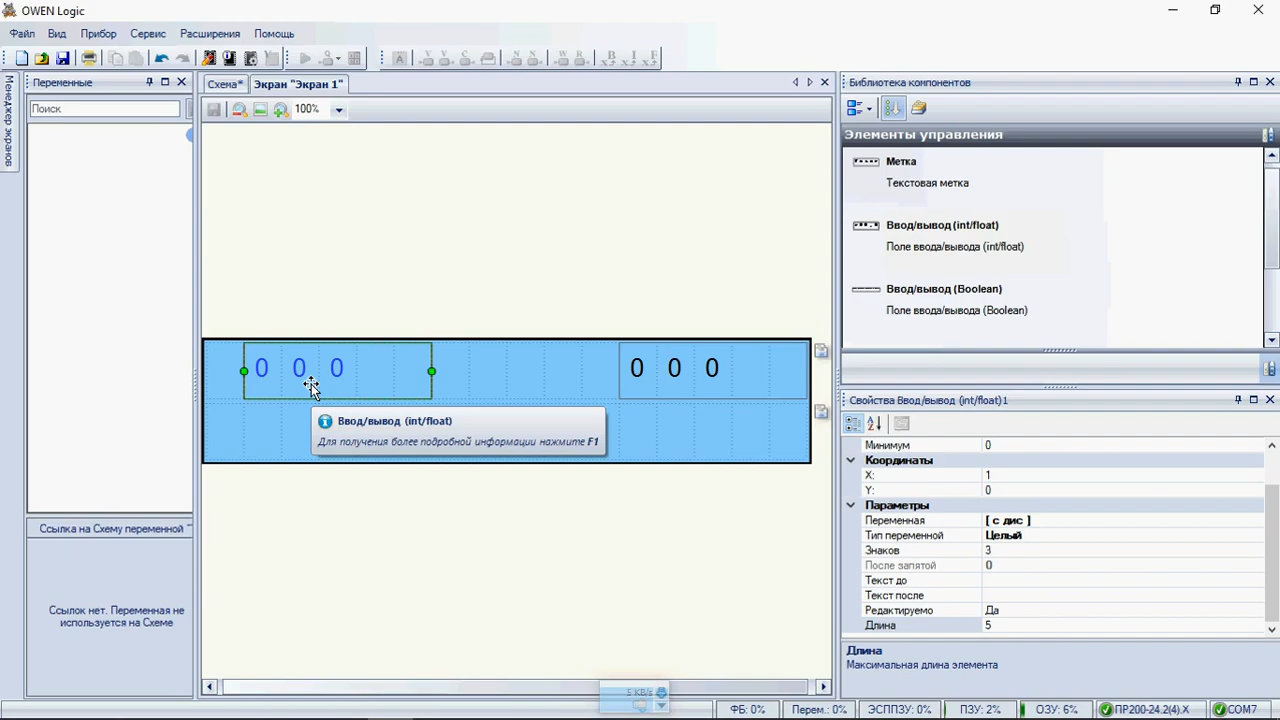 OWEN Logic
Файл Вид Прибор Сервис Расширения Помощь
Менеджер экранов
Переменные
Поиск
Ссылка на Схему переменной "
Ссылок нет. Переменная не
используется на Схеме
Схема* Экран "Экран 1"
100%
0 0 0
0 0 0
Ввод/вывод (int/float)
Для получения более подробной информации нажмите F1
Библиотека компонентов
Элементы управления
Метка
Текстовая метка
Ввод/вывод (int/float)
Поле ввода/вывода (int/float)
Ввод/вывод (Boolean)
Поле ввода/вывода (Boolean)
Свойства Ввод/вывод (int/float)1
Минимум 0
Координаты
X: 1
Y: 0
Параметры
Переменная [ с дис ]
Тип переменной Целый
Знаков 3
После запятой 0
Текст до
Текст после
Редактируемо Да
Длина 5
Длина
Максимальная длина элемента
5 KB/s
ФБ: 0% Перем.: 0% ЭСППЗУ: 0% ПЗУ: 2% ОЗУ: 6% ПР200-24.2(4).X COM7